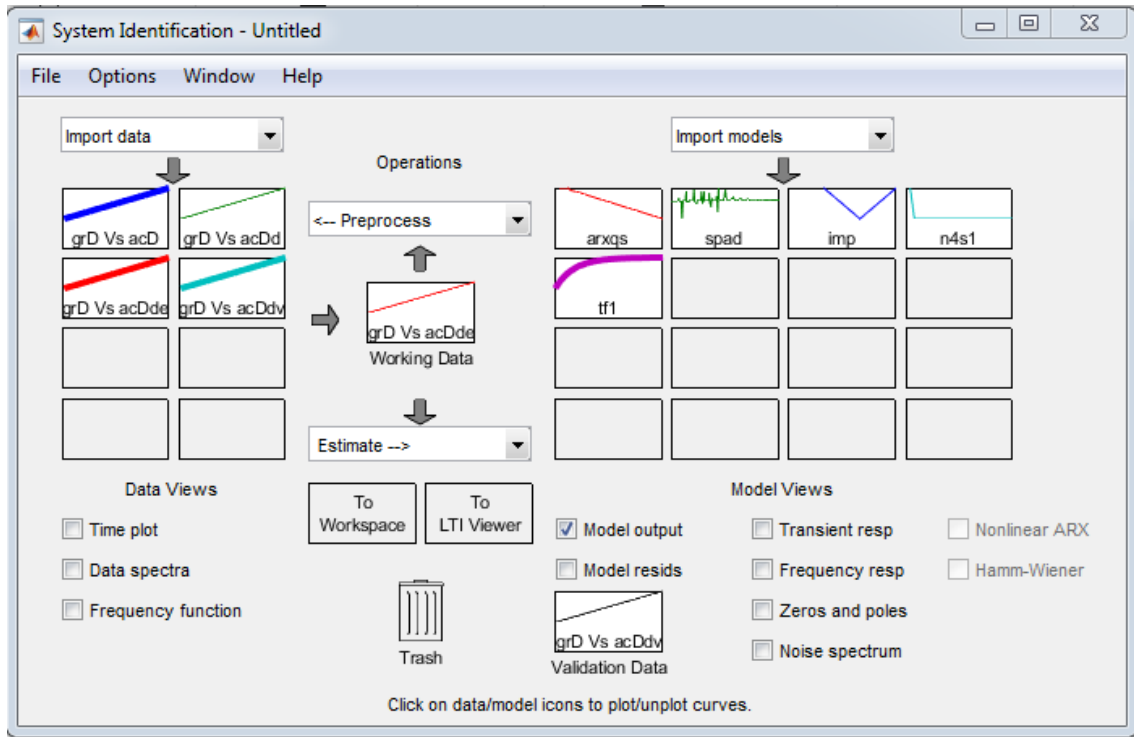 System Identification - Untitled
File Options Window Help
Import data
Import models
Operations
grD Vs acD
grD Vs acDd
<-- Preprocess
arxqs
spad
imp
n4s1
grD Vs acDde
grD Vs acDdv
grD Vs acDde
Working Data
tf1
Estimate -->
Data Views
To
Workspace
To
LTI Viewer
Model Views
Time plot
Data spectra
Frequency function
Model output
Transient resp
Nonlinear ARX
Model resids
Frequency resp
Hamm-Wiener
Zeros and poles
Noise spectrum
Trash
grD Vs acDdv
Validation Data
Click on data/model icons to plot/unplot curves.